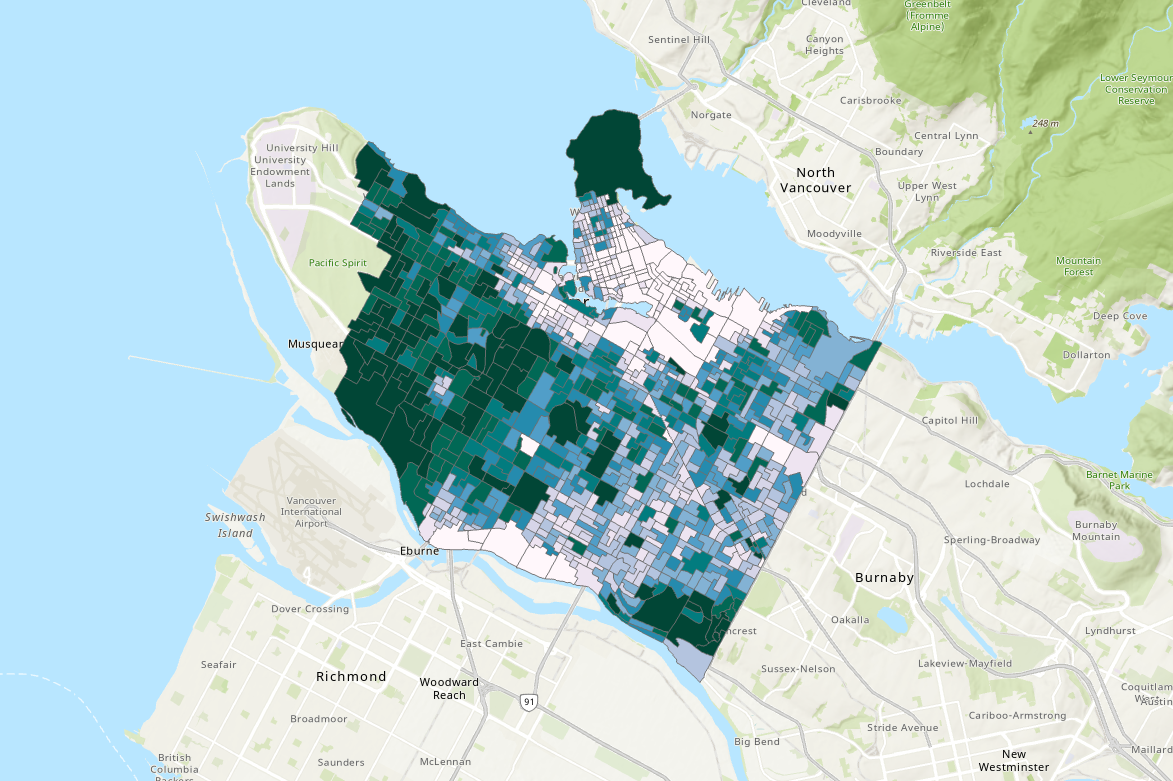 Cleveland
Greenbelt
(Fromme
Alpine)
Sentinel Hill
Canyon
Heights
Lower Seymour
Conservation
Reserve
Carisbrooke
Norgate
248 m
Central Lynn
University Hill
University
Endowment
Lands
Boundary
North
Vancouver
Upper West
Lynn
Moodyville
Riverside East
Pacific Spirit
Mountain
Forest
Deep Cove
Musqueam
Dollarton
Capitol Hill
Barnet Marine
Park
Lochdale
Vancouver
International
Airport
Swishwash
Island
Burnaby
Mountain
Sperling-Broadway
Eburne
Burnaby
Dover Crossing
Oakalla
Lyndhurst
East Cambie
Seafair
Sussex-Nelson
Lakeview-Mayfield
Richmond
Woodward
Reach
91
Coquitlam
Austin
Broadmoor
Cariboo-Armstrong
Stride Avenue
Big Bend
Maillard
British
Columbia
Saunders
McLennan
New
Westminster